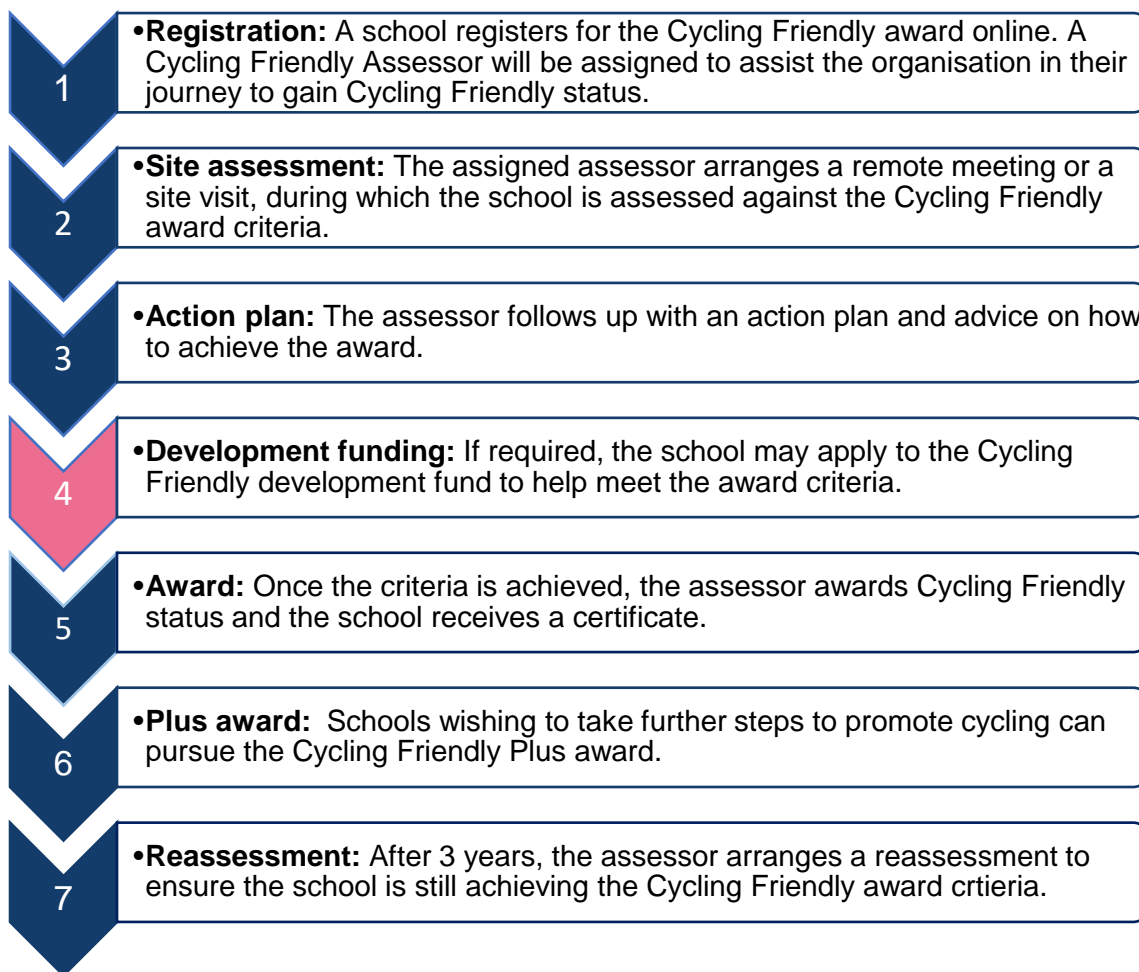 1
•Registration: A school registers for the Cycling Friendly award online. A
Cycling Friendly Assessor will be assigned to assist the organisation in their
journey to gain Cycling Friendly status.
2
•Site assessment: The assigned assessor arranges a remote meeting or a
site visit, during which the school is assessed against the Cycling Friendly
award criteria.
3
•Action plan: The assessor follows up with an action plan and advice on how
to achieve the award.
4
•Development funding: If required, the school may apply to the Cycling
Friendly development fund to help meet the award criteria.
5
•Award: Once the criteria is achieved, the assessor awards Cycling Friendly
status and the school receives a certificate.
6
•Plus award:  Schools wishing to take further steps to promote cycling can
pursue the Cycling Friendly Plus award.
7
•Reassessment: After 3 years, the assessor arranges a reassessment to
ensure the school is still achieving the Cycling Friendly award crtieria.